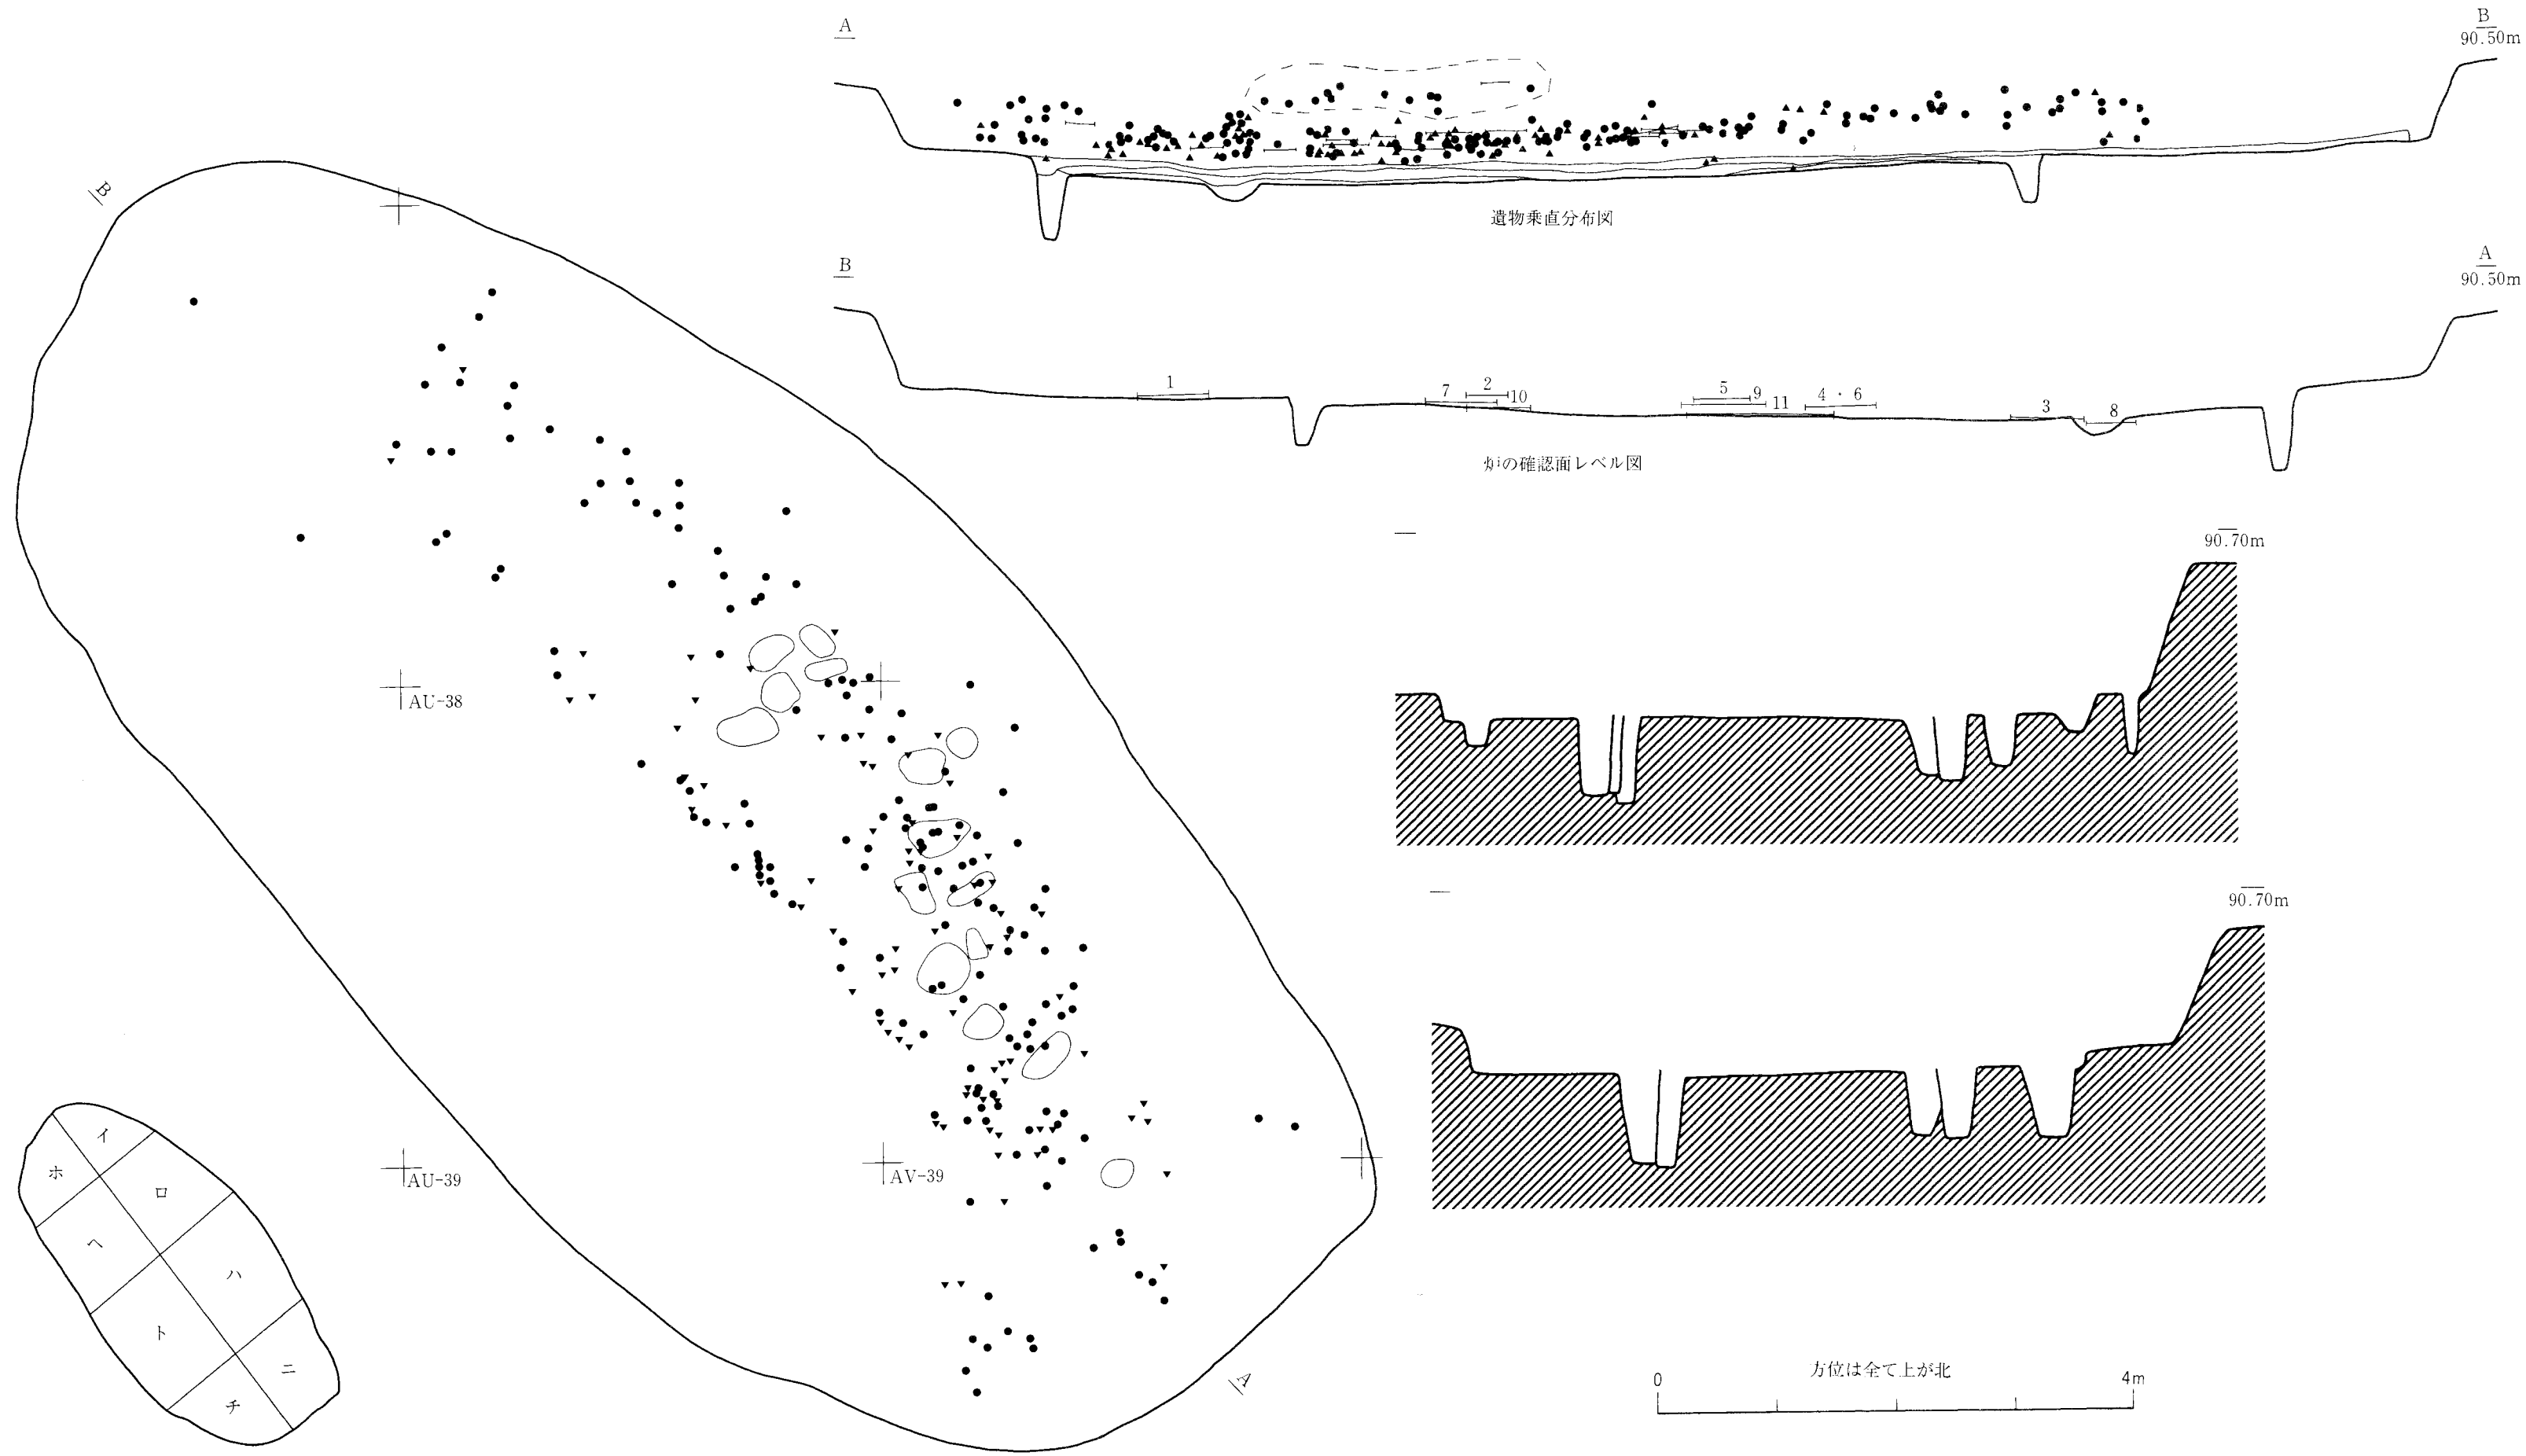 A
B
90.50m
遺物乗直分布図
B
A
90.50m
1
7
2
10
5
9
11
4・6
3
8
炉の確認面レベル図
90.70m
90.70m
B
AU-38
AU-39
AV-39
A
イ
ホ
ロ
ヘ
ハ
ト
ニ
チ
方位は全て上が北
0
4m